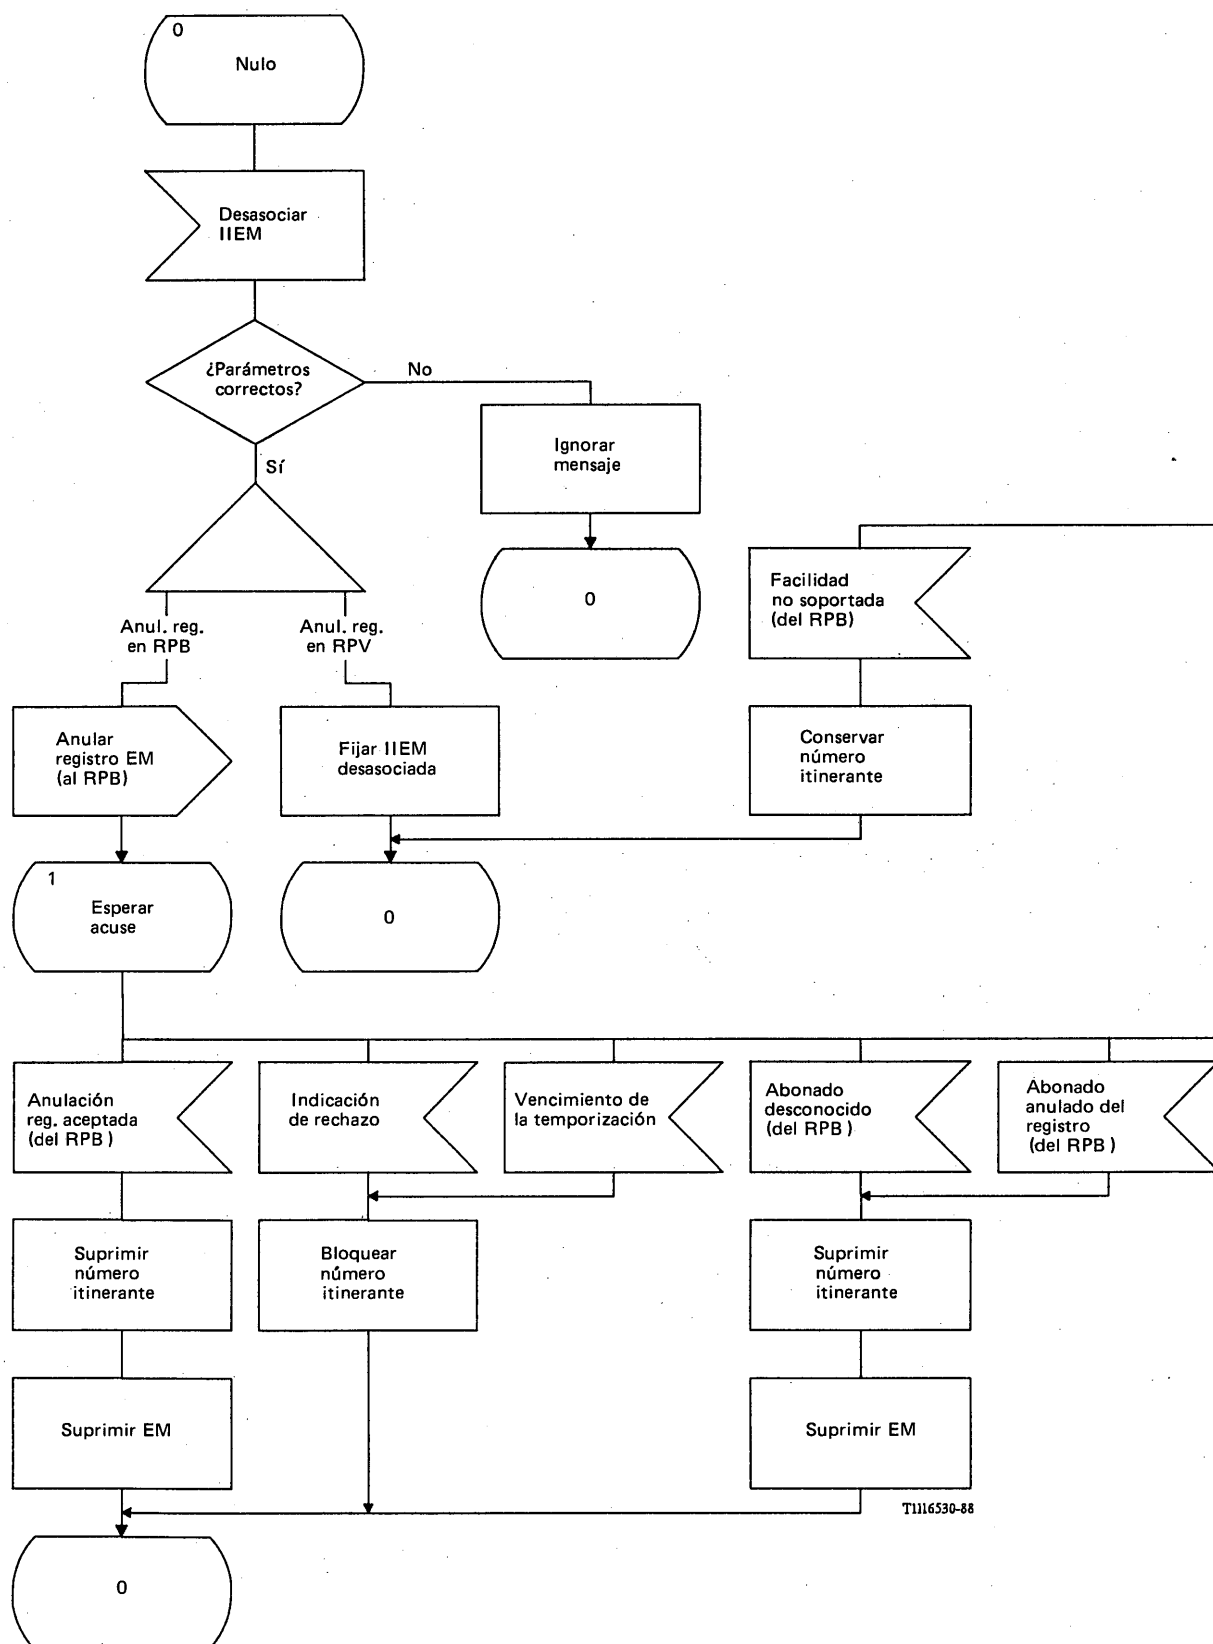 0
Nulo
Desasociar
IIEM
¿Parámetros
correctos?
No
Sí
Ignorar
mensaje
0
Facilidad
no soportada
(del RPB)
Anul. reg.
en RPB
Anul. reg.
en RPV
Anular
registro EM
(al RPB)
Fijar IIEM
desasociada
Conservar
número
itinerante
1
Esperar
acuse
0
Anulación
reg. aceptada
(del RPB)
Indicación
de rechazo
Vencimiento de
la temporización
Abonado
desconocido
(del RPB)
Abonado
anulado del
registro
(del RPB)
Suprimir
número
itinerante
Bloquear
número
itinerante
Suprimir
número
itinerante
Suprimir EM
Suprimir EM
T1116530-88
0